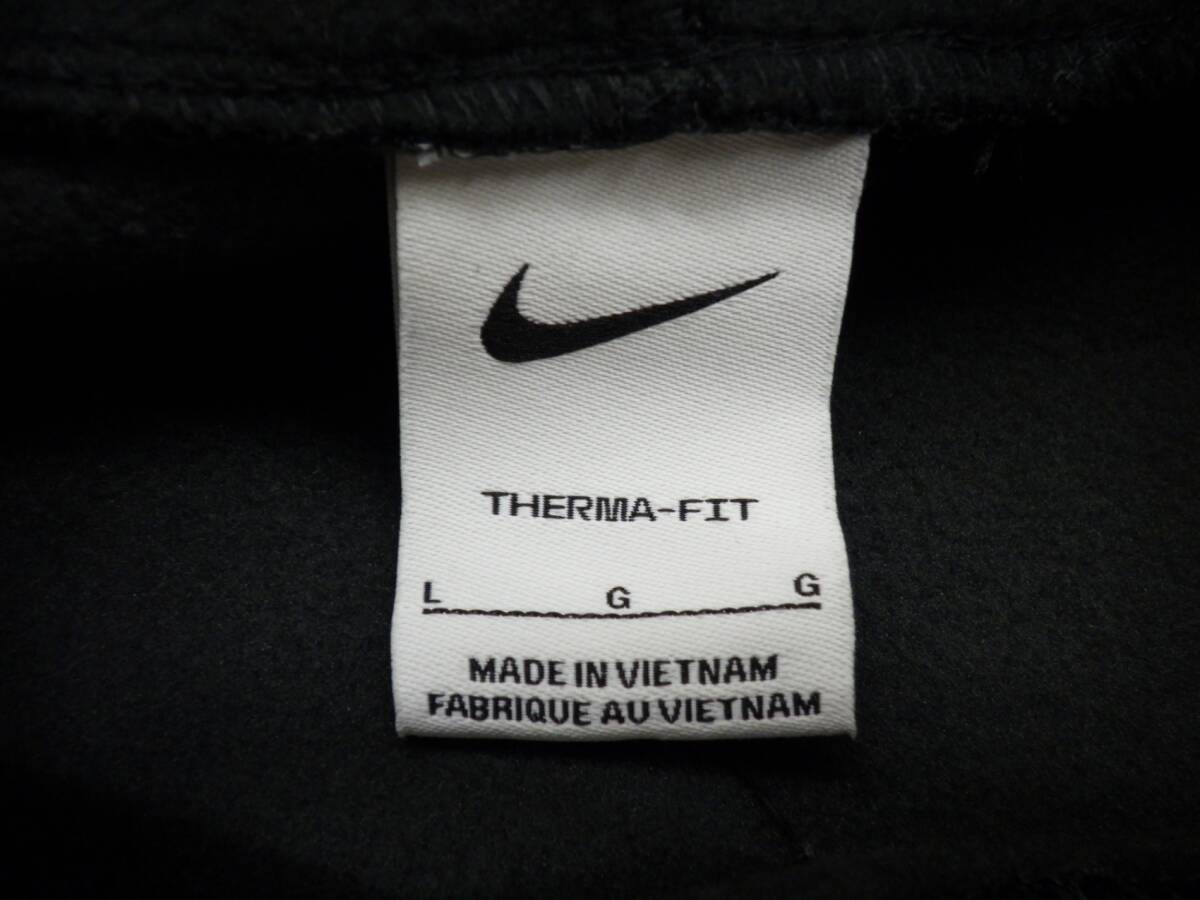 THERMA-FIT
L G G
MADE IN VIETNAM
FABRIQUE AU VIETNAM